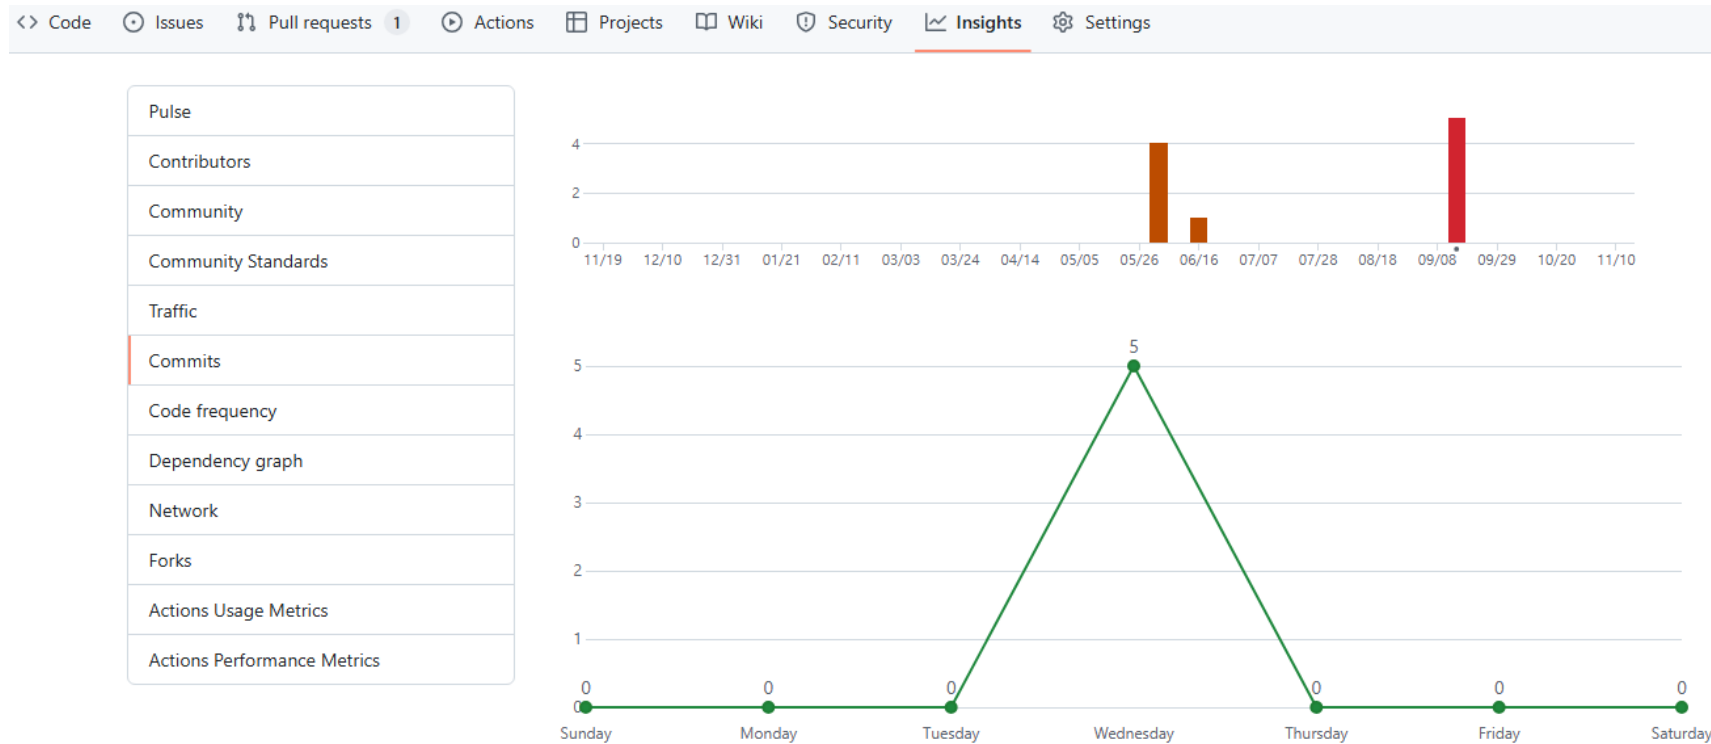 Code Issues Pull requests 1 Actions Projects Wiki Security Insights Settings
Pulse
Contributors
Community
Community Standards
Traffic
Commits
Code frequency
Dependency graph
Network
Forks
Actions Usage Metrics
Actions Performance Metrics
4
2
0
11/19 12/10 12/31 01/21 02/11 03/03 03/24 04/14 05/05 05/26 06/16 07/07 07/28 08/18 09/08 09/29 10/20 11/10
5
5
4
3
2
1
0 0 0 0 0 0
0
Sunday Monday Tuesday Wednesday Thursday Friday Saturday